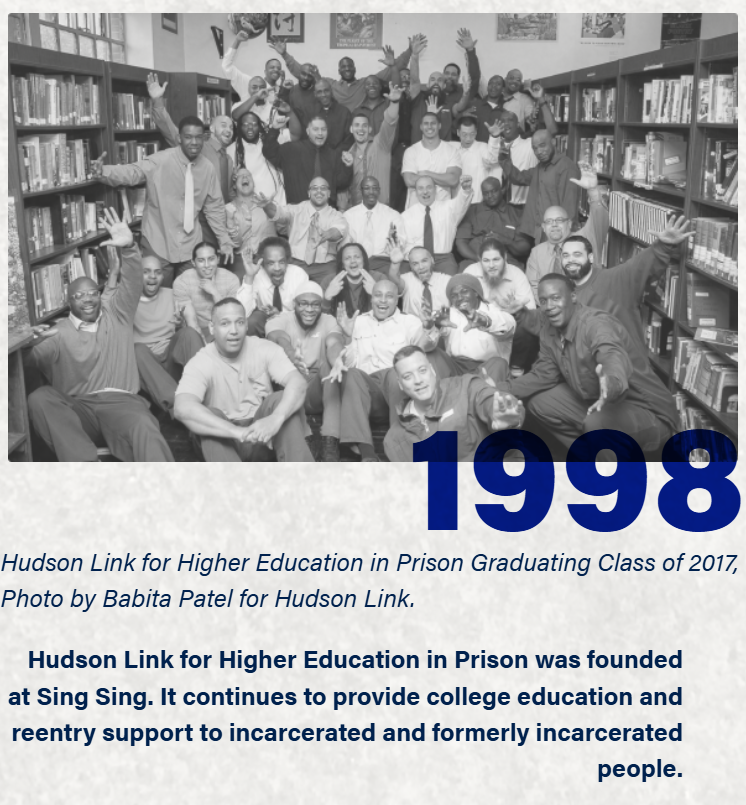 1998
Hudson Link for Higher Education in Prison Graduating Class of 2017,
Photo by Babita Patel for Hudson Link.
Hudson Link for Higher Education in Prison was founded
at Sing Sing. It continues to provide college education and
reentry support to incarcerated and formerly incarcerated
people.